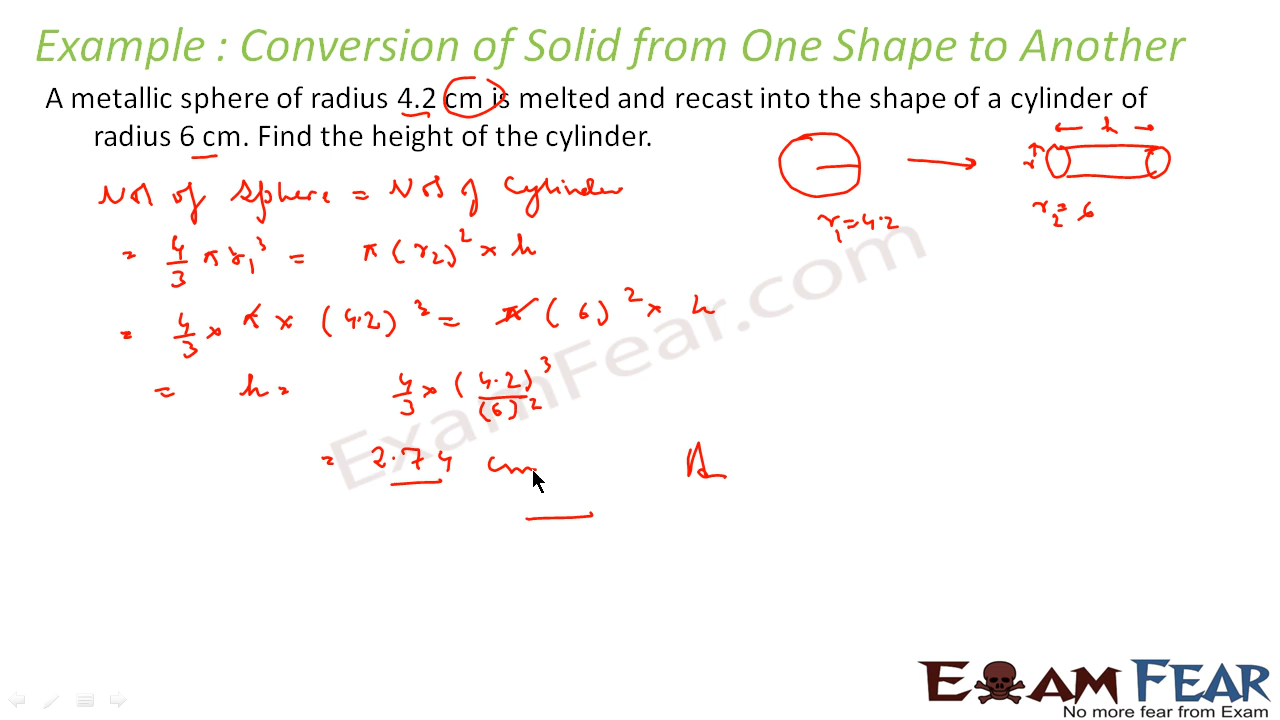 Example : Conversion of Solid from One Shape to Another
A metallic sphere of radius 4.2 cm is melted and recast into the shape of a cylinder of
radius 6 cm. Find the height of the cylinder.
h
r
r₁=4.2
r₂= 6
Vol of sphere = Vol of Cylinder
= 4/3 π r₁³ = π (r₂)² × h
= 4/3 × π × (4.2)³ = π (6)² × h
= h = 4/3 × (4.2)³/(6)²
= 2.74 cm
ExamFear.com
EXAM FEAR
No more fear from Exam